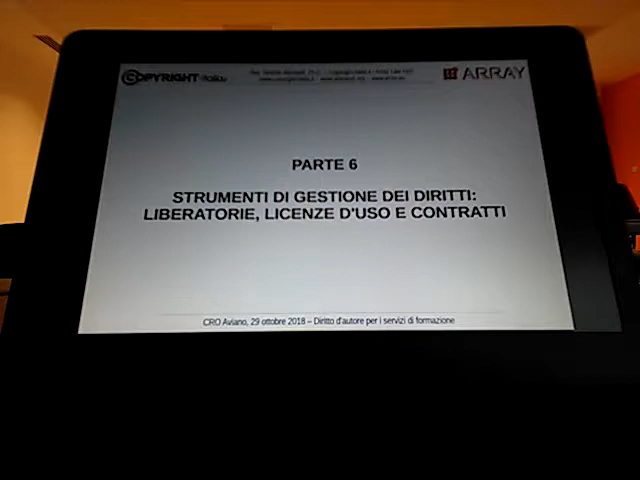 COPYRIGHT-Italia.
ARRAY
PARTE 6
STRUMENTI DI GESTIONE DEI DIRITTI:
LIBERATORIE, LICENZE D'USO E CONTRATTI
CRO Aviano, 29 ottobre 2018 – Diritto d'autore per i servizi di formazione